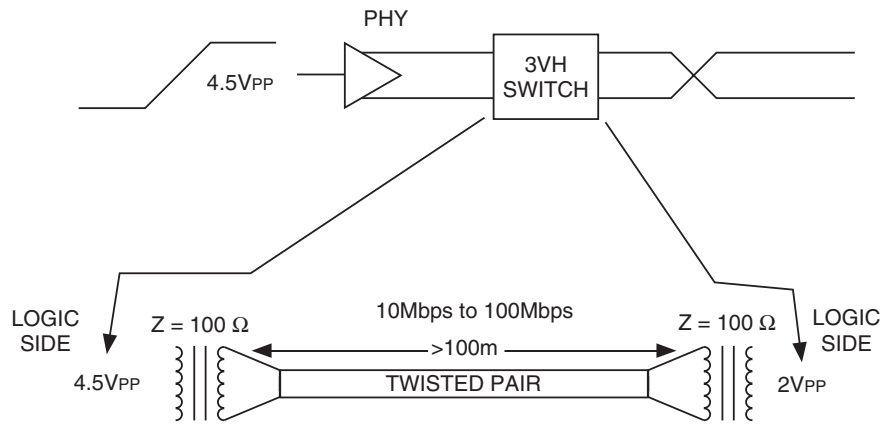 PHY
4.5VPP
3VH
SWITCH
LOGIC
SIDE
Z = 100 Ω
10Mbps to 100Mbps
Z = 100 Ω
LOGIC
SIDE
>100m
4.5VPP
TWISTED PAIR
2VPP